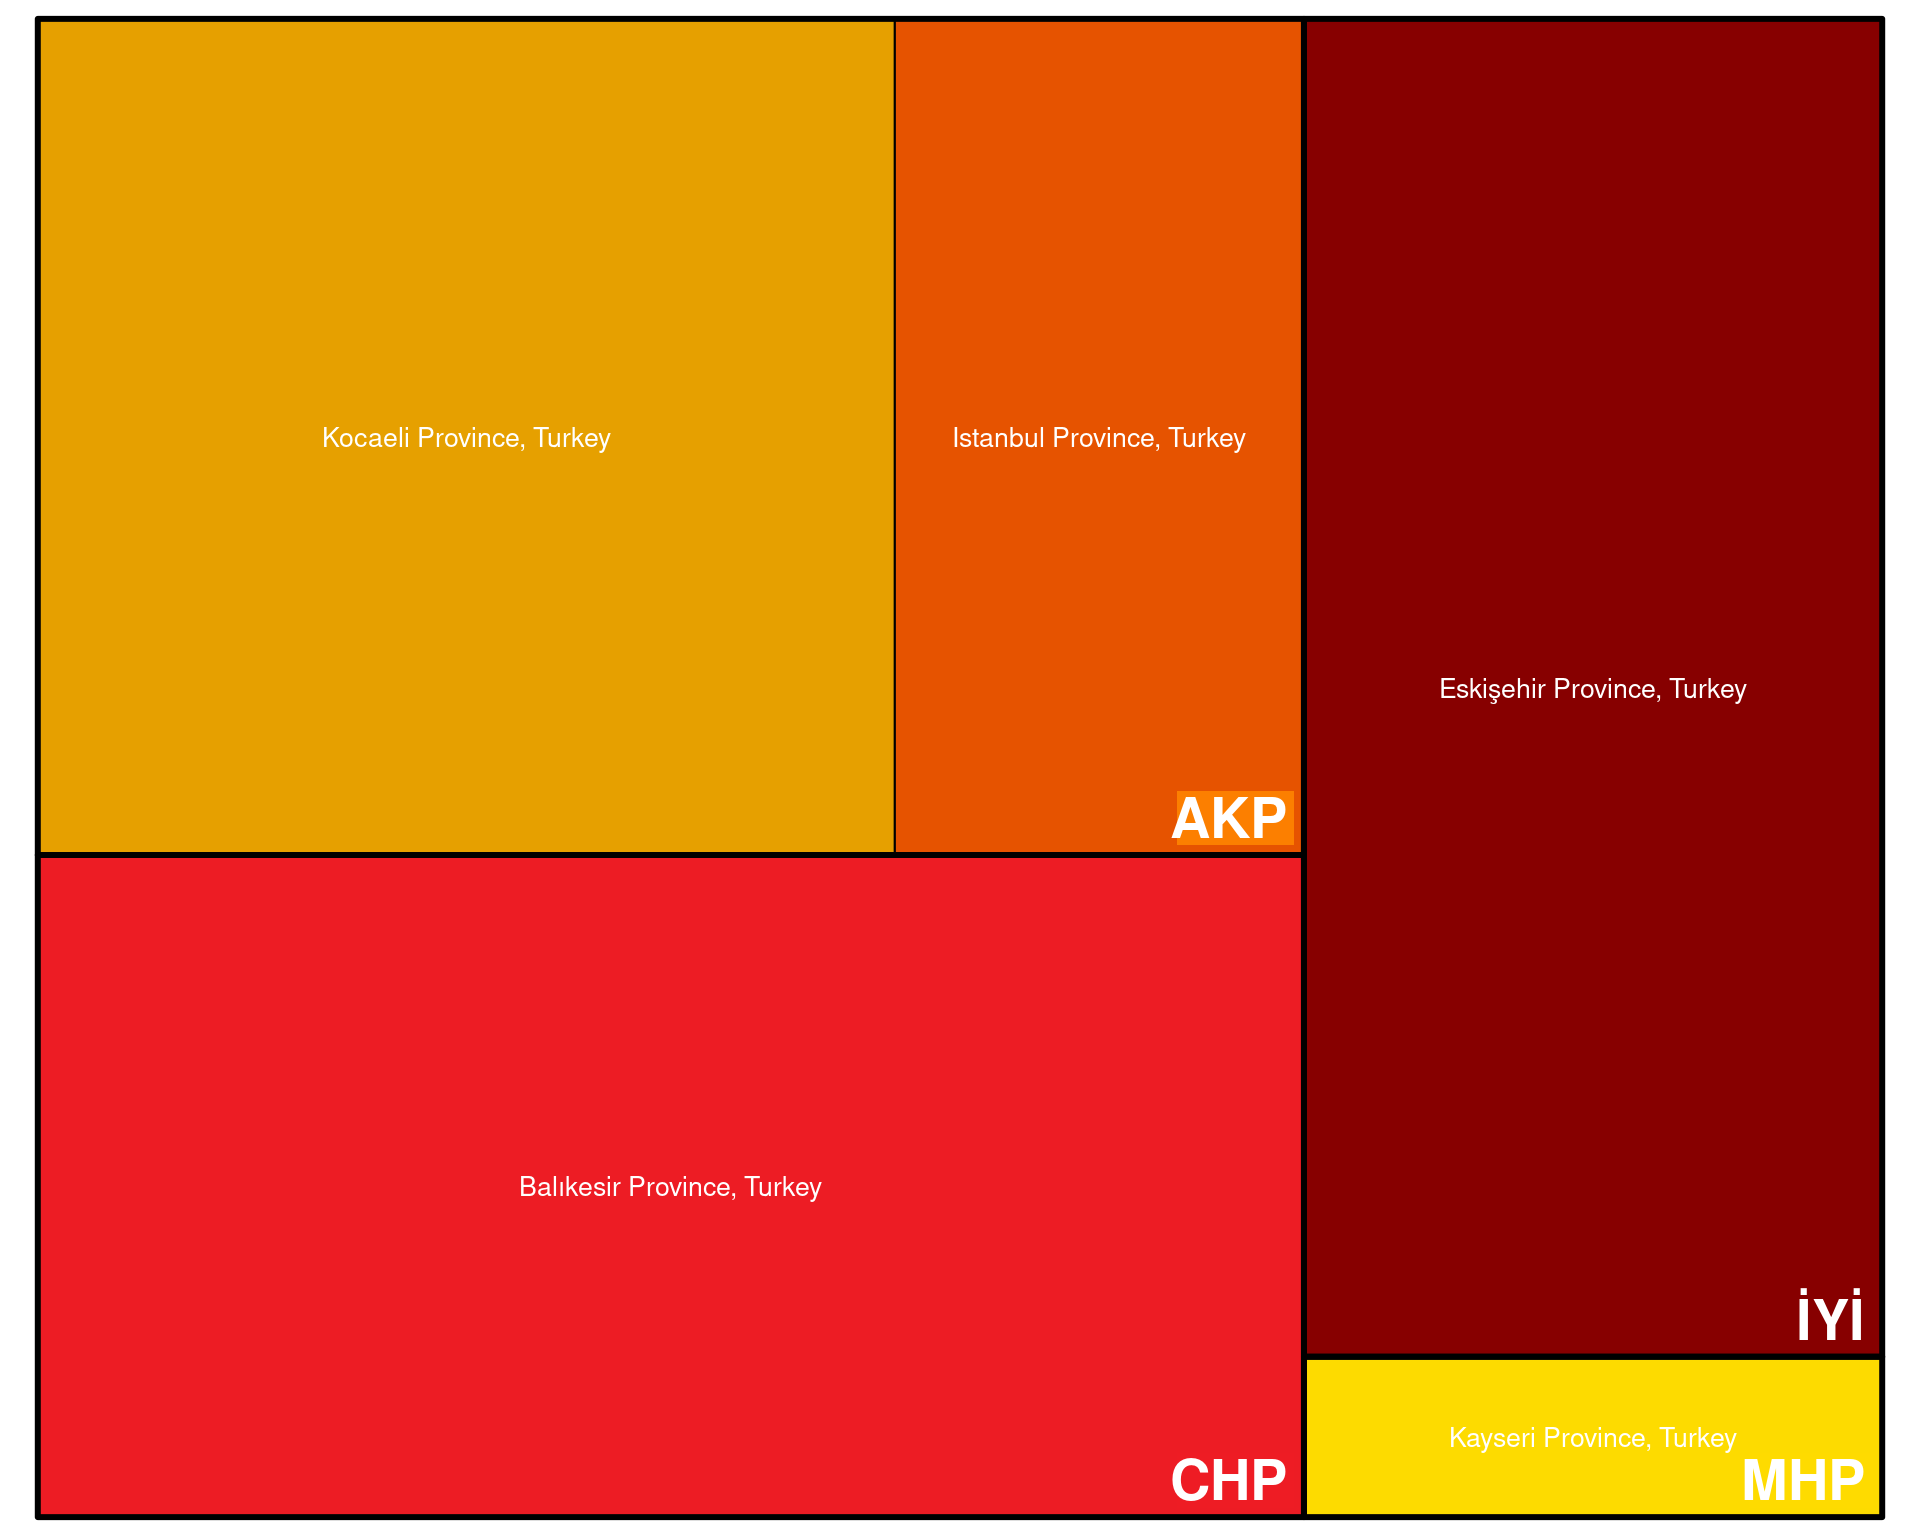 Kocaeli Province, Turkey
Istanbul Province, Turkey
AKP
Eskişehir Province, Turkey
İYİ
Balıkesir Province, Turkey
CHP
Kayseri Province, Turkey
MHP